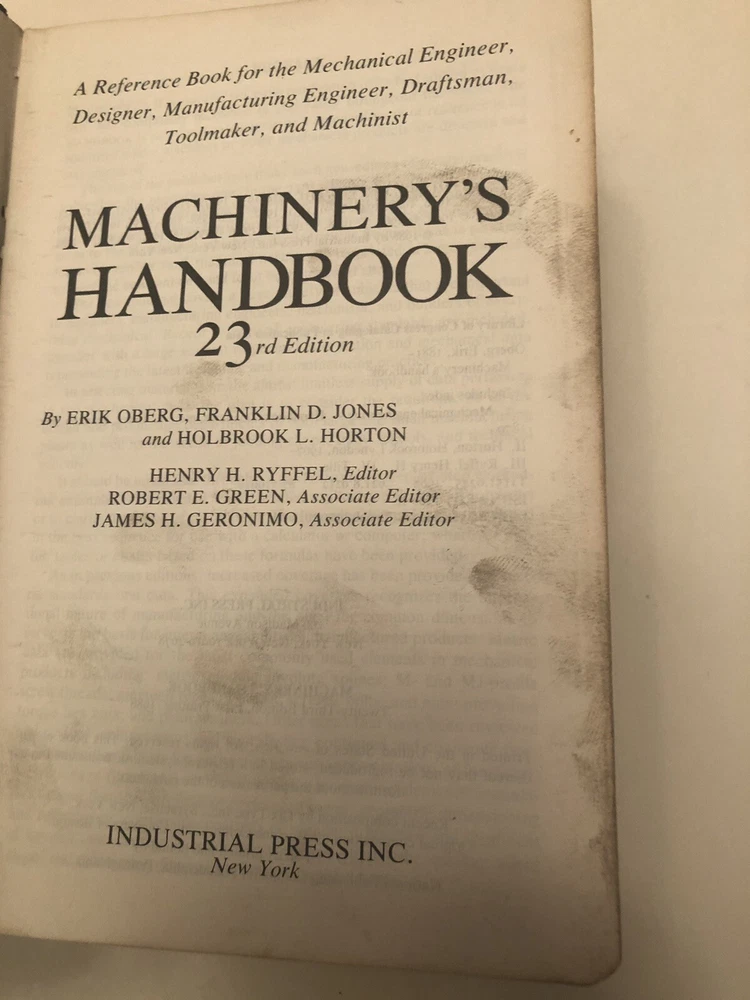 A Reference Book for the Mechanical Engineer,
Designer, Manufacturing Engineer, Draftsman,
Toolmaker, and Machinist
MACHINERY'S
HANDBOOK
23rd Edition
By ERIK OBERG, FRANKLIN D. JONES
and HOLBROOK L. HORTON
HENRY H. RYFFEL, Editor
ROBERT E. GREEN, Associate Editor
JAMES H. GERONIMO, Associate Editor
INDUSTRIAL PRESS INC.
New York